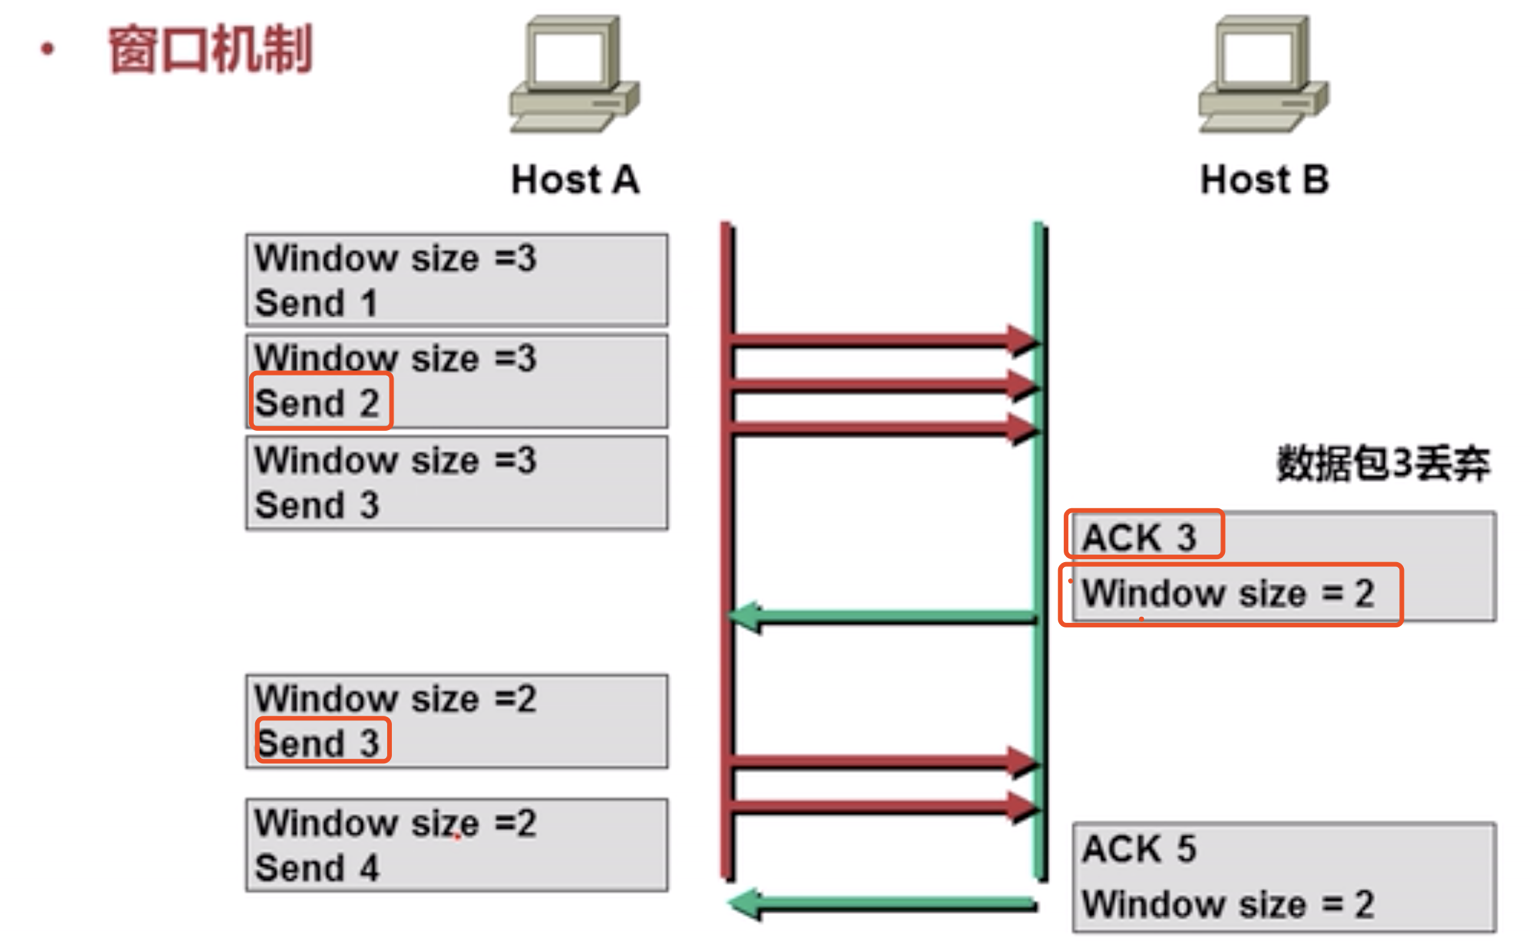 • 窗口机制
Host A
Host B
Window size =3
Send 1
Window size =3
Send 2
Window size =3
Send 3
数据包3丢弃
ACK 3
Window size = 2
Window size =2
Send 3
Window size =2
Send 4
ACK 5
Window size = 2